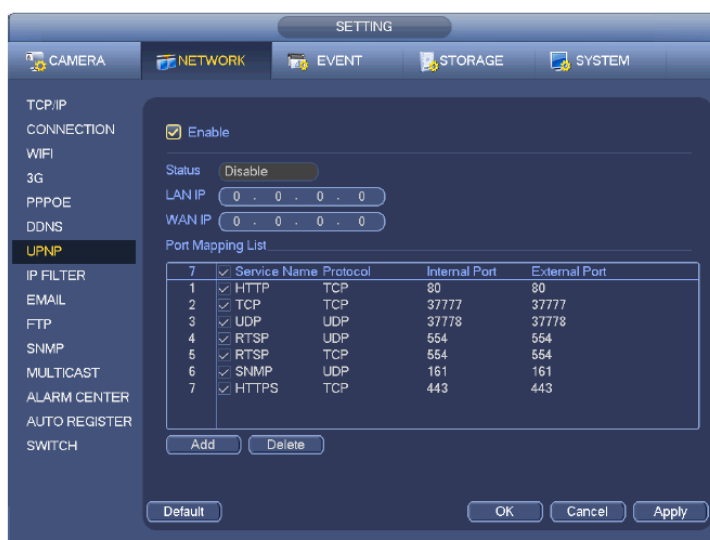 SETTING
CAMERA NETWORK EVENT STORAGE SYSTEM
TCP/IP
CONNECTION
WIFI
3G
PPPOE
DDNS
UPNP
IP FILTER
EMAIL
FTP
SNMP
MULTICAST
ALARM CENTER
AUTO REGISTER
SWITCH
Enable
Status Disable
LAN IP 0 . 0 . 0 . 0
WAN IP 0 . 0 . 0 . 0
Port Mapping List
7 Service Name Protocol Internal Port External Port
1 HTTP TCP 80 80
2 TCP TCP 37777 37777
3 UDP UDP 37778 37778
4 RTSP UDP 554 554
5 RTSP TCP 554 554
6 SNMP UDP 161 161
7 HTTPS TCP 443 443
Add Delete
Default OK Cancel Apply